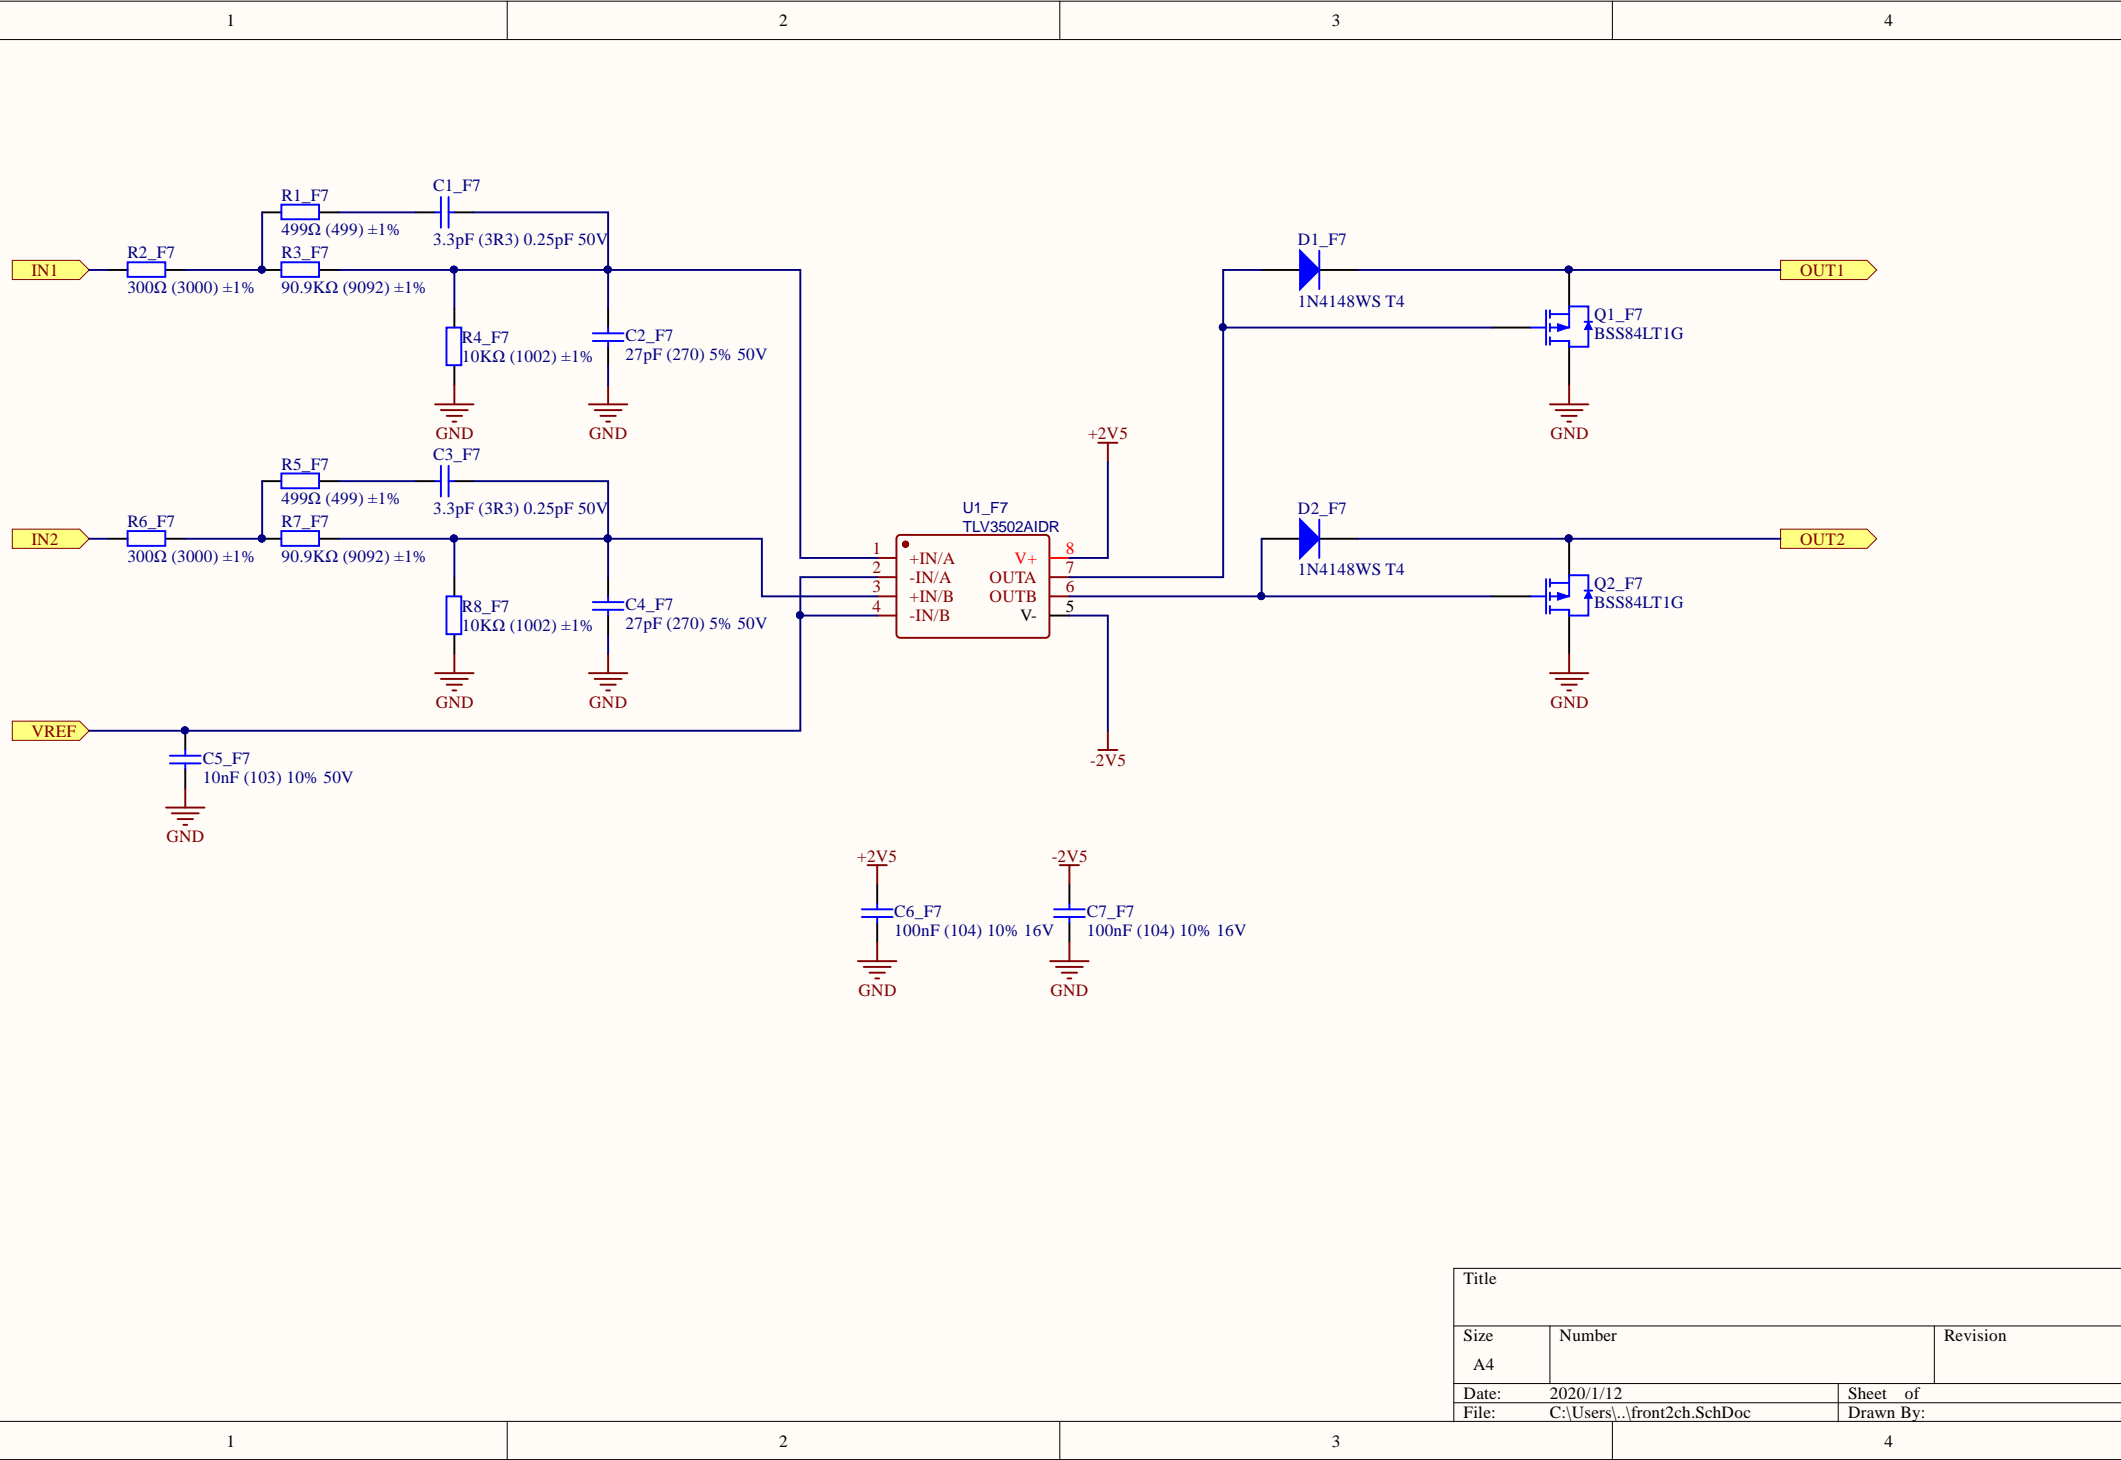 1 2 3 4
C1_F7
R1_F7
499Ω (499) ±1%
3.3pF (3R3) 0.25pF 50V
R2_F7
R3_F7
IN1
300Ω (3000) ±1%
90.9KΩ (9092) ±1%
R4_F7
10KΩ (1002) ±1%
C2_F7
27pF (270) 5% 50V
GND
GND
C3_F7
R5_F7
499Ω (499) ±1%
3.3pF (3R3) 0.25pF 50V
R6_F7
R7_F7
IN2
300Ω (3000) ±1%
90.9KΩ (9092) ±1%
R8_F7
10KΩ (1002) ±1%
C4_F7
27pF (270) 5% 50V
GND
GND
VREF
C5_F7
10nF (103) 10% 50V
GND
+2V5
U1_F7
TLV3502AIDR
1 +IN/A V+ 8
2 -IN/A OUTA 7
3 +IN/B OUTB 6
4 -IN/B V- 5
-2V5
D1_F7
1N4148WS T4
OUT1
Q1_F7
BSS84LT1G
GND
D2_F7
1N4148WS T4
OUT2
Q2_F7
BSS84LT1G
GND
+2V5
C6_F7
100nF (104) 10% 16V
GND
-2V5
C7_F7
100nF (104) 10% 16V
GND
Title
Size Number Revision
A4
Date: 2020/1/12 Sheet of
File: C:\Users\..\front2ch.SchDoc Drawn By:
1 2 3 4